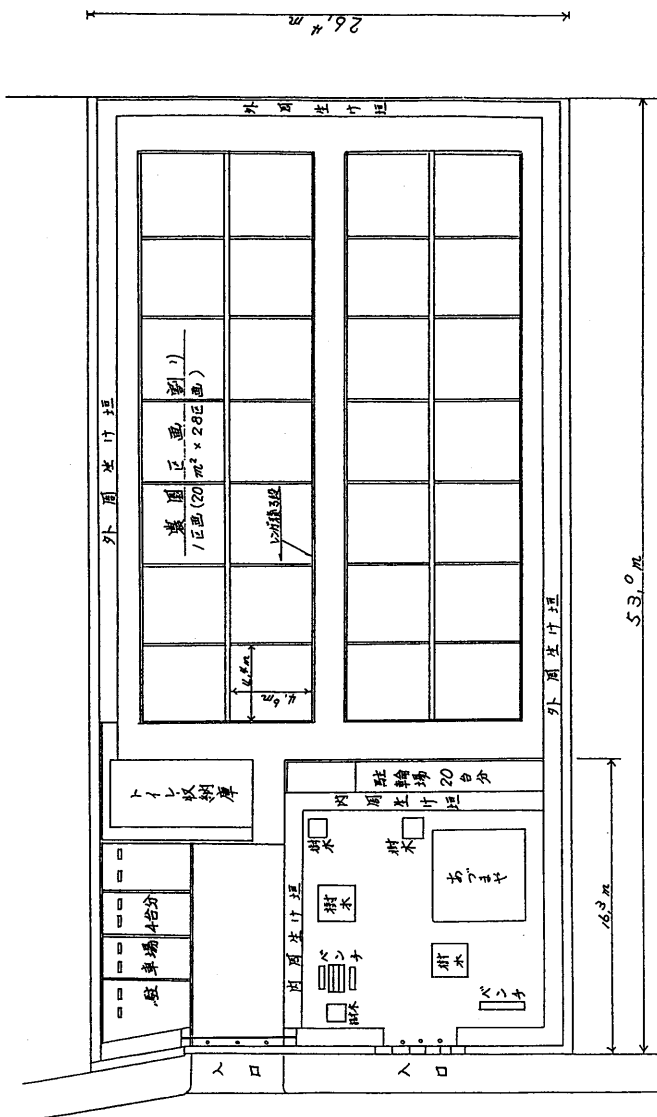 26.4m
外周生け垣
外周生け垣
農園区画割り
1区画(20m²×28区画)
レンガ積3段
4.4m
4.6m
外周生け垣
53.0m
トイレ・収納庫
駐輪場 20台分
内周生け垣
樹木
樹木
あづまや
駐車場 4台分
内周生け垣
樹木
樹木
ベンチ
樹木
ベンチ
16.3m
入口
入口